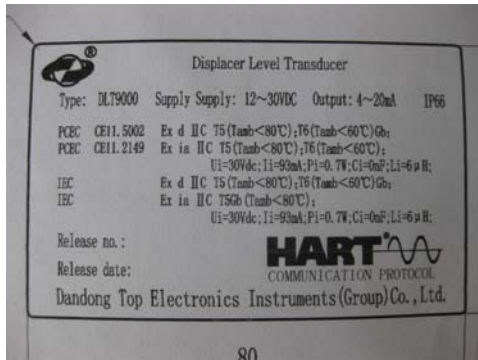 ®
Displacer Level Transducer
Type: DLT9000 Supply Supply: 12~30VDC Output: 4~20mA IP66
PCEC CE11.5002 Ex d ⅡC T5(Tamb<80℃);T6(Tamb<60℃)Gb;
PCEC CE11.2149 Ex ia ⅡC T5(Tamb<80℃);T6(Tamb<60℃);
Ui=30Vdc;Ii=93mA;Pi=0.7W;Ci=0nF;Li=6μH;
IEC Ex d ⅡC T5(Tamb<80℃);T6(Tamb<60℃)Gb;
IEC Ex ia ⅡC T5Gb(Tamb<80℃);
Ui=30Vdc;Ii=93mA;Pi=0.7W;Ci=0nF;Li=6μH;
Release no.:
HART
Release date:
COMMUNICATION PROTOCOL
Dandong Top Electronics Instruments(Group)Co.,Ltd.
80